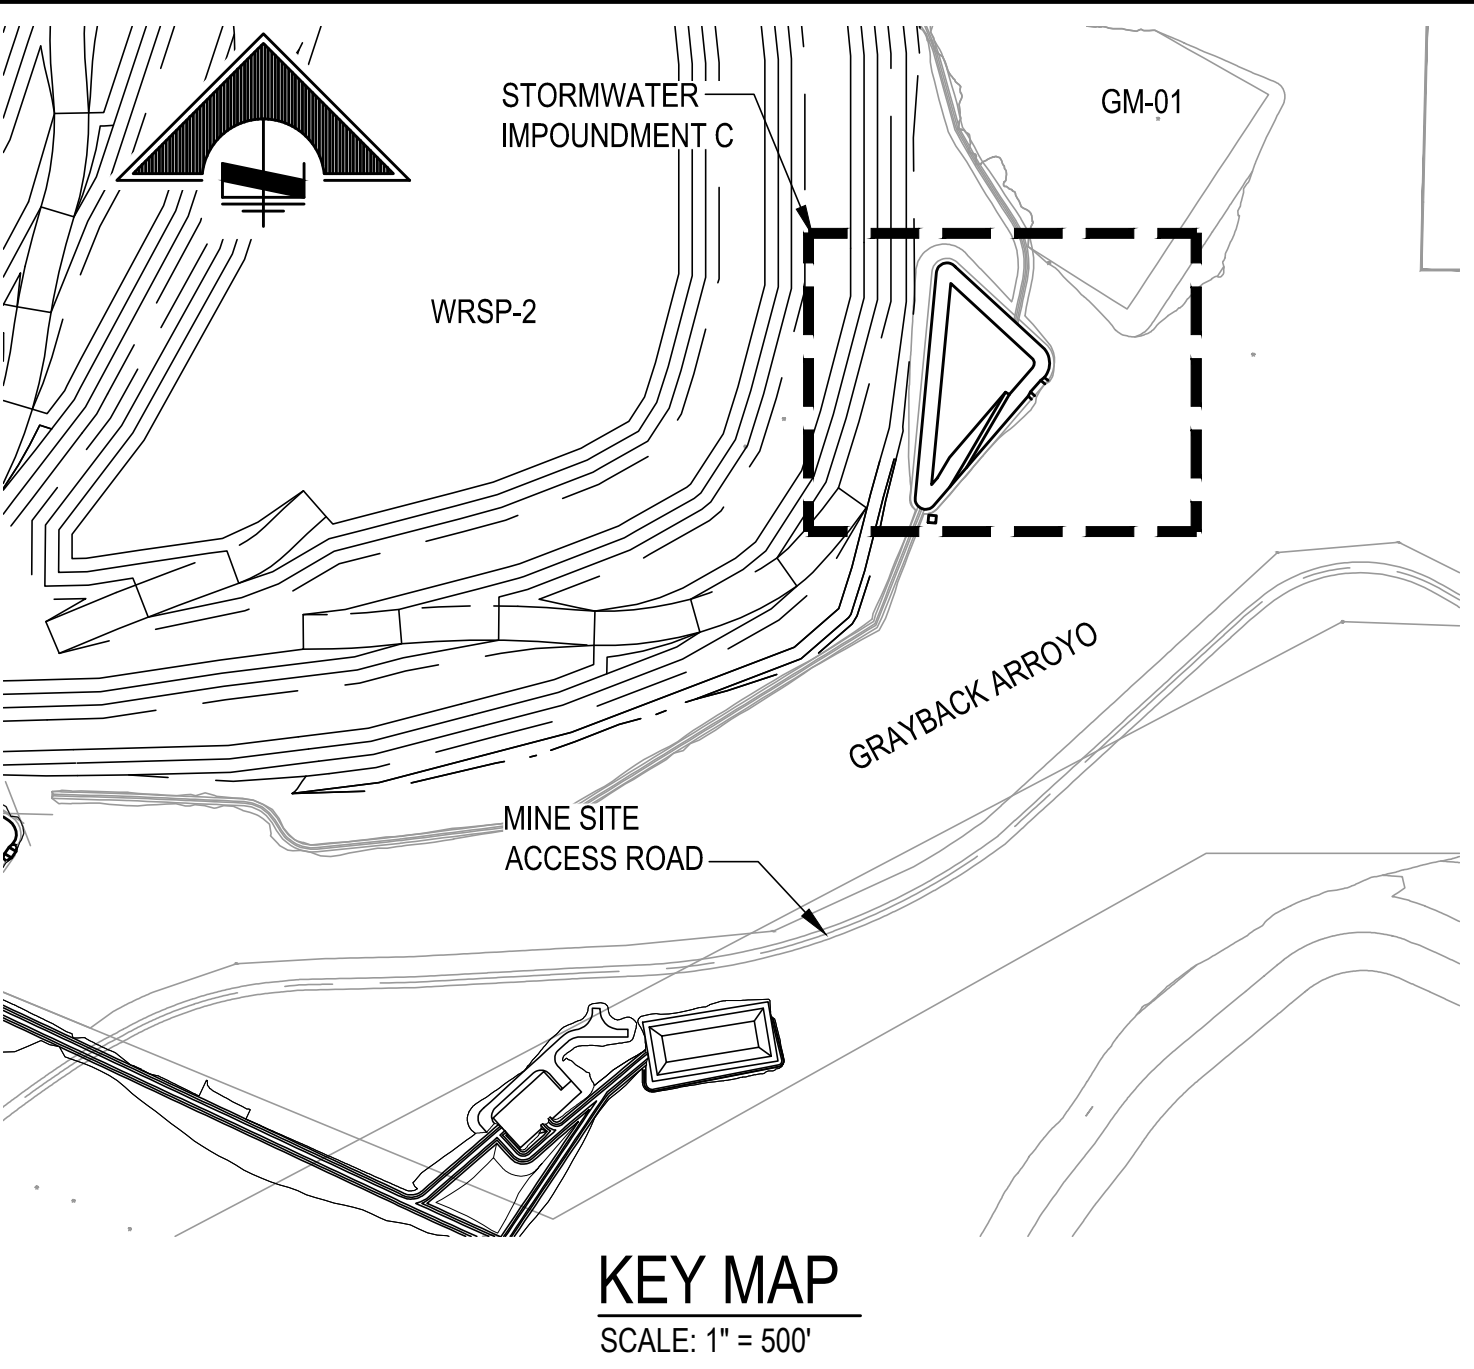 STORMWATER
IMPOUNDMENT C
GM-01
WRSP-2
GRAYBACK ARROYO
MINE SITE
ACCESS ROAD
KEY MAP
SCALE: 1" = 500'